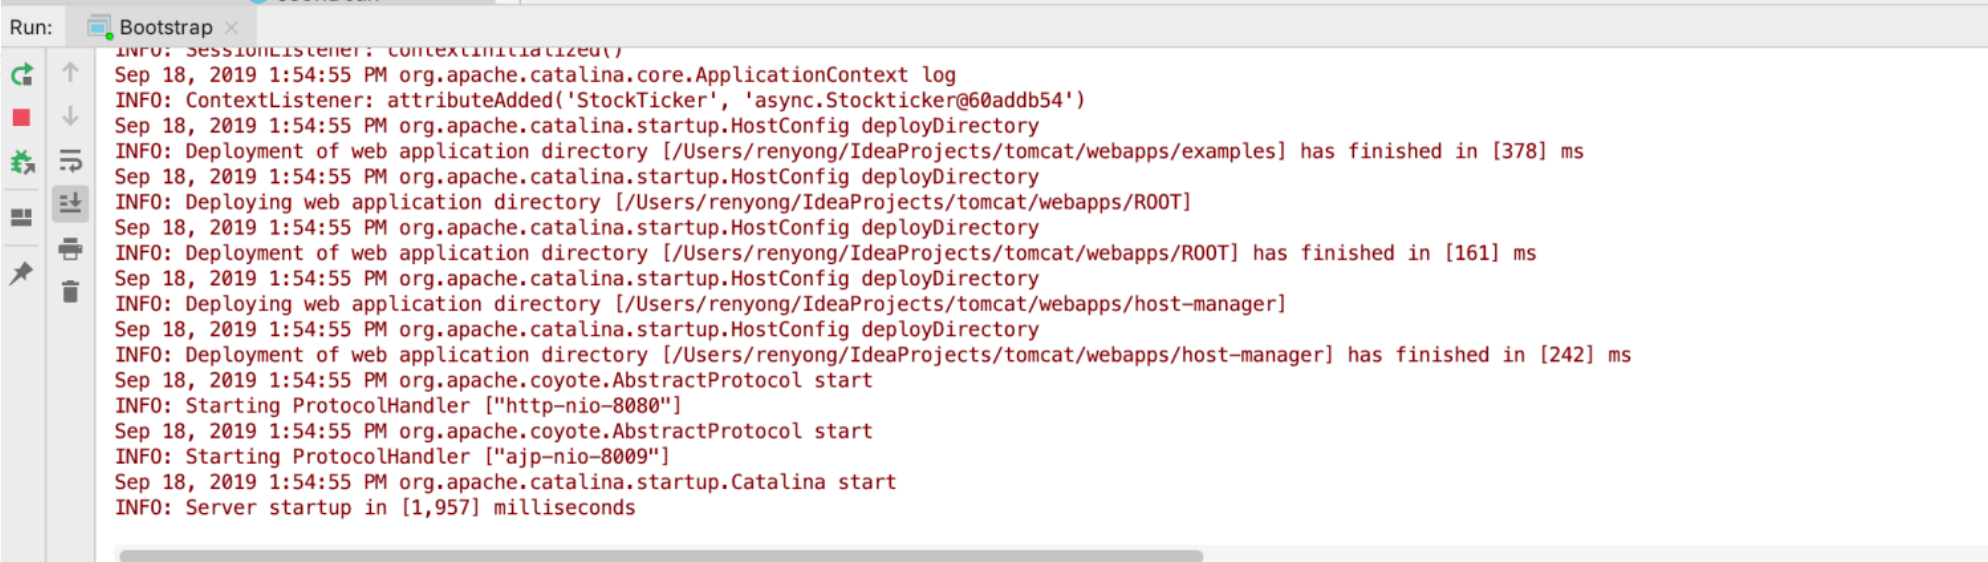 Run:
Bootstrap
INFO: SessionListener: contextInitialized()
Sep 18, 2019 1:54:55 PM org.apache.catalina.core.ApplicationContext log
INFO: ContextListener: attributeAdded('StockTicker', 'async.Stockticker@60addb54')
Sep 18, 2019 1:54:55 PM org.apache.catalina.startup.HostConfig deployDirectory
INFO: Deployment of web application directory [/Users/renyong/IdeaProjects/tomcat/webapps/examples] has finished in [378] ms
Sep 18, 2019 1:54:55 PM org.apache.catalina.startup.HostConfig deployDirectory
INFO: Deploying web application directory [/Users/renyong/IdeaProjects/tomcat/webapps/ROOT]
Sep 18, 2019 1:54:55 PM org.apache.catalina.startup.HostConfig deployDirectory
INFO: Deployment of web application directory [/Users/renyong/IdeaProjects/tomcat/webapps/ROOT] has finished in [161] ms
Sep 18, 2019 1:54:55 PM org.apache.catalina.startup.HostConfig deployDirectory
INFO: Deploying web application directory [/Users/renyong/IdeaProjects/tomcat/webapps/host-manager]
Sep 18, 2019 1:54:55 PM org.apache.catalina.startup.HostConfig deployDirectory
INFO: Deployment of web application directory [/Users/renyong/IdeaProjects/tomcat/webapps/host-manager] has finished in [242] ms
Sep 18, 2019 1:54:55 PM org.apache.coyote.AbstractProtocol start
INFO: Starting ProtocolHandler ["http-nio-8080"]
Sep 18, 2019 1:54:55 PM org.apache.coyote.AbstractProtocol start
INFO: Starting ProtocolHandler ["ajp-nio-8009"]
Sep 18, 2019 1:54:55 PM org.apache.catalina.startup.Catalina start
INFO: Server startup in [1,957] milliseconds